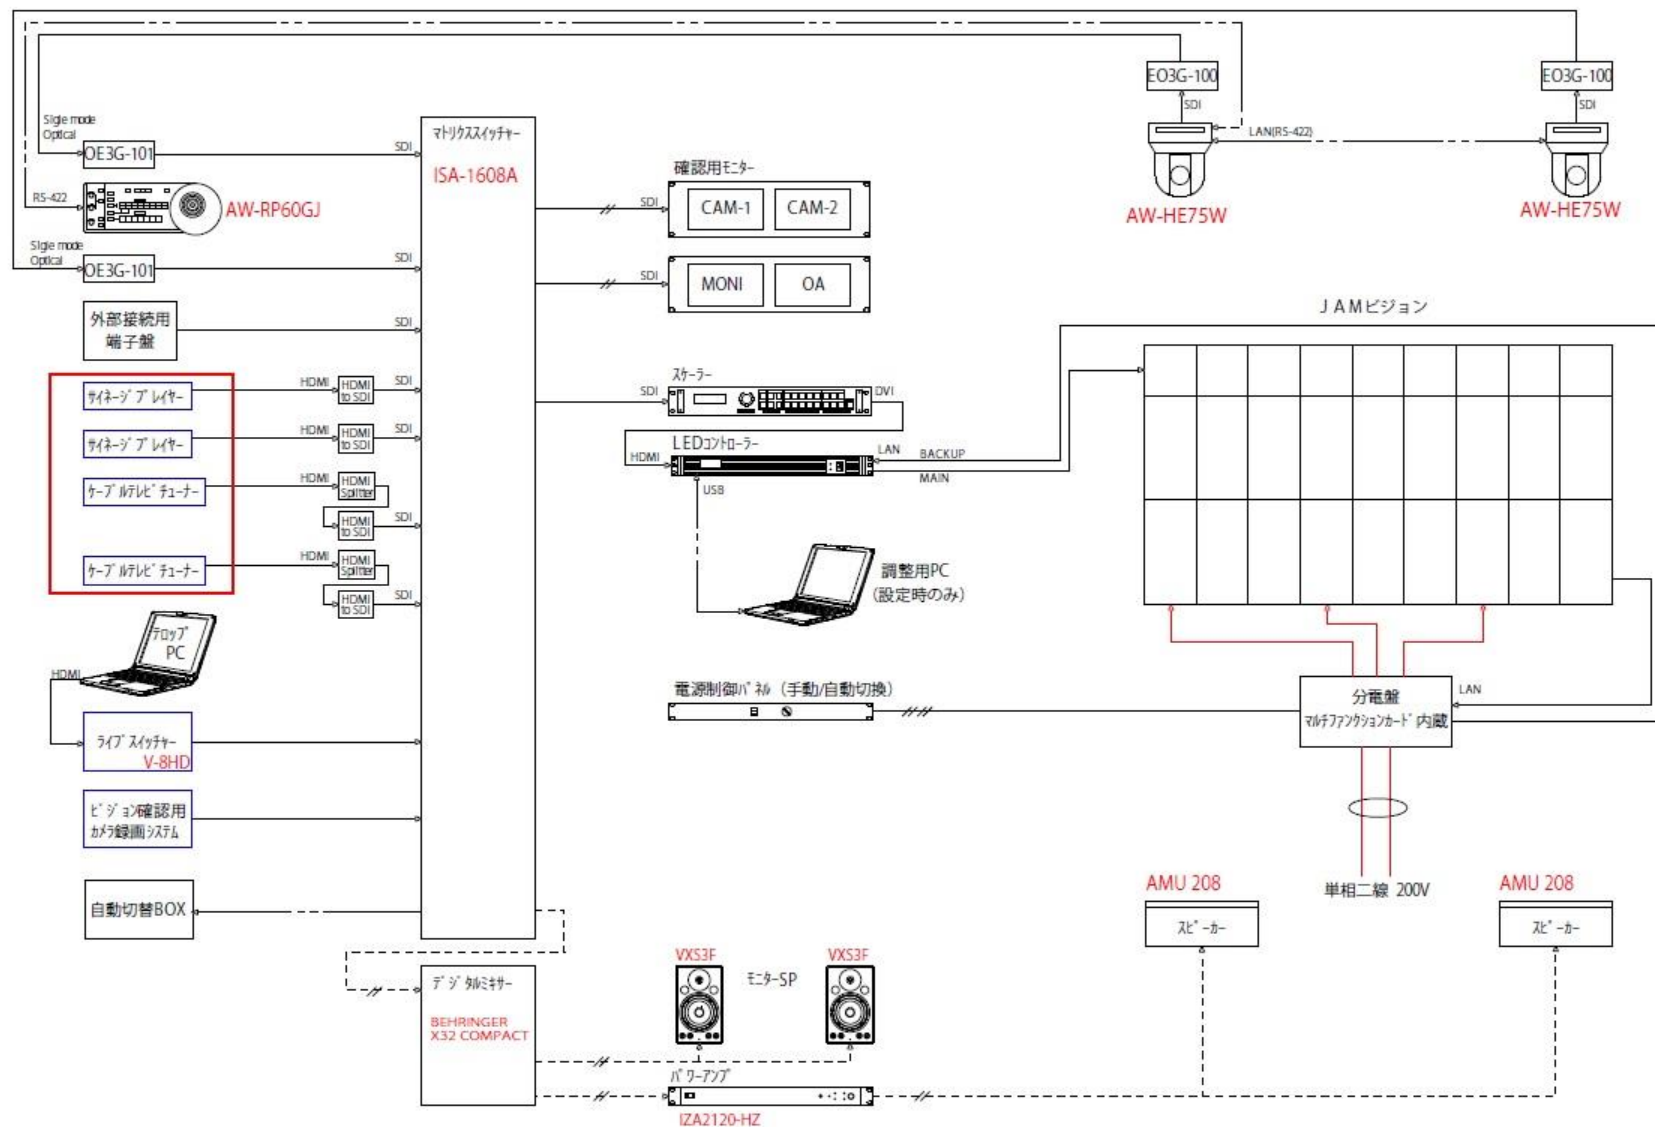 EO3G-100
EO3G-100
SDI
SDI
LAN(RS-422)
AW-HE75W
AW-HE75W
Sigle mode
Optical
OE3G-101
SDI
RS-422
AW-RP60GJ
Sigle mode
Optical
OE3G-101
SDI
マトリクススイッチャー
ISA-1608A
確認用モニター
SDI
CAM-1
CAM-2
SDI
MONI
OA
外部接続用
端子盤
SDI
サイネージプレイヤー
HDMI
HDMI
to SDI
SDI
サイネージプレイヤー
HDMI
HDMI
to SDI
SDI
ケーブルテレビチューナー
HDMI
HDMI
Splitter
HDMI
to SDI
SDI
ケーブルテレビチューナー
HDMI
HDMI
Splitter
HDMI
to SDI
SDI
スケーラー
SDI
DVI
LEDコントローラー
HDMI
LAN
BACKUP
MAIN
USB
調整用PC
(設定時のみ)
JAMビジョン
テロップ
PC
HDMI
ライブスイッチャー
V-8HD
ビジョン確認用
カメラ録画システム
自動切替BOX
電源制御パネル（手動/自動切換）
分電盤
マルチファンクションカード内蔵
LAN
単相二線 200V
AMU 208
スピーカー
AMU 208
スピーカー
デジタルミキサー
BEHRINGER
X32 COMPACT
VXS3F
モニターSP
VXS3F
パワーアンプ
IZA2120-HZ